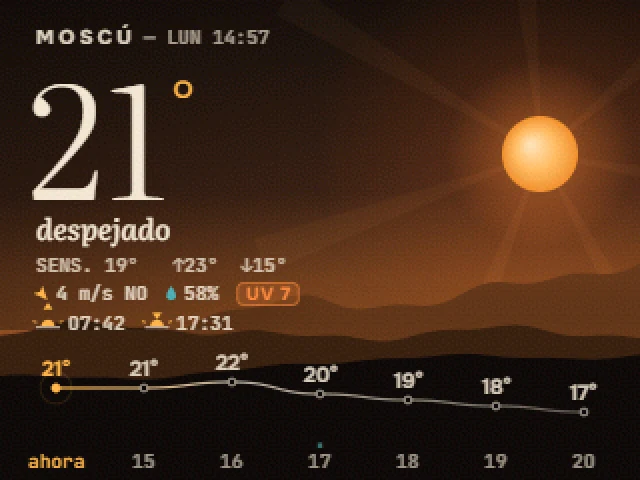 MOSCÚ — LUN 14:57
21°
despejado
SENS. 19° ↑23° ↓15°
4 m/s NO 58% UV 7
07:42 17:31
21° 21° 22° 20° 19° 18° 17°
ahora 15 16 17 18 19 20